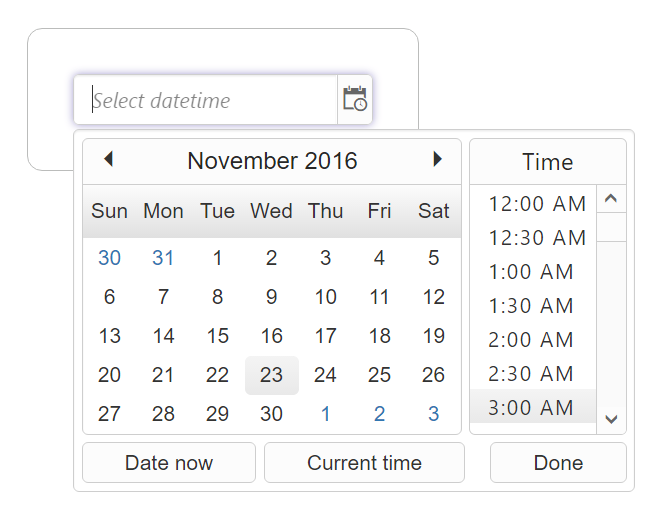 Select datetime
November 2016
Time
Sun Mon Tue Wed Thu Fri Sat
30 31 1 2 3 4 5
6 7 8 9 10 11 12
13 14 15 16 17 18 19
20 21 22 23 24 25 26
27 28 29 30 1 2 3
12:00 AM
12:30 AM
1:00 AM
1:30 AM
2:00 AM
2:30 AM
3:00 AM
Date now
Current time
Done